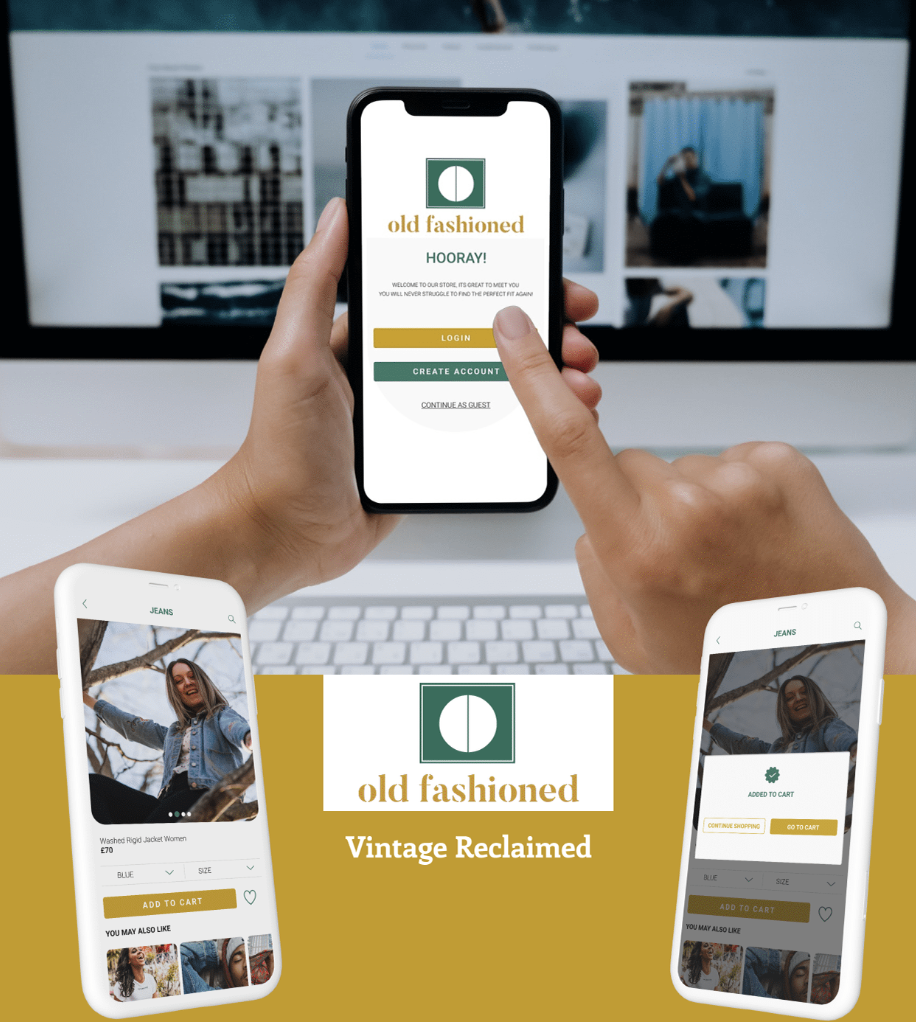 old fashioned
HOORAY!
WELCOME TO OUR STORE, ITS GREAT TO MEET YOU
YOU WILL NEVER STRUGGLE TO FIND THE PERFECT FIT AGAIN!
LOGIN
CREATE ACCOUNT
CONTINUE AS GUEST
JEANS
Washed Rigid Jacket Women
£70
BLUE
SIZE
ADD TO CART
YOU MAY ALSO LIKE
old fashioned
Vintage Reclaimed
JEANS
ADDED TO CART
CONTINUE SHOPPING
GO TO CART
BLUE
SIZE
ADD TO CART
YOU MAY ALSO LIKE